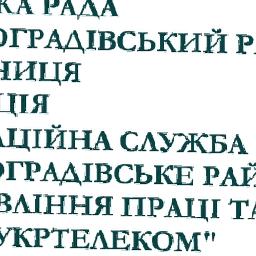 КА РАДА
ОГРАДІВСЬКИЙ Р
НИЦЯ
ЦІЯ
АЦІЙНА СЛУЖБА
ОГРАДІВСЬКЕ РАЙ
ВЛІННЯ ПРАЦІ ТА
УКРТЕЛЕКОМ"